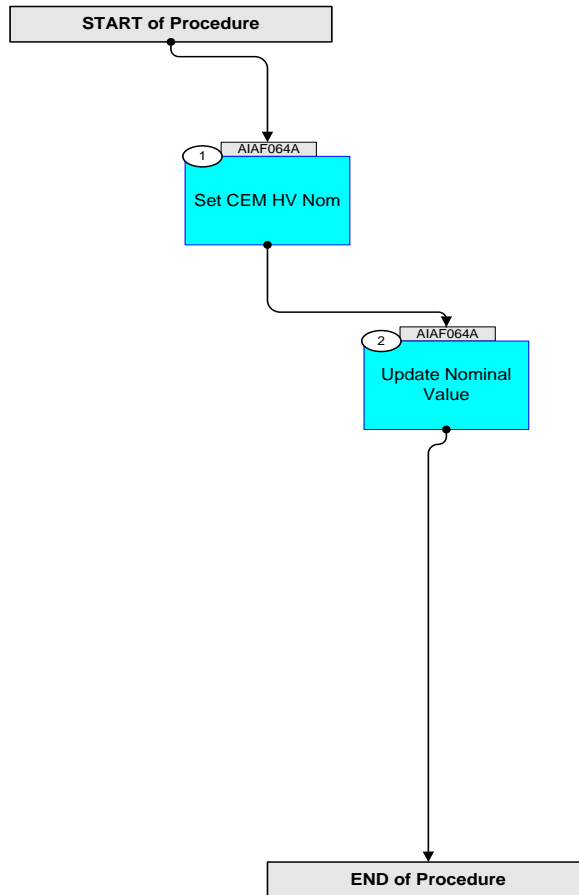 START of Procedure
AIAF064A
1
Set CEM HV Nom
AIAF064A
2
Update Nominal
Value
END of Procedure